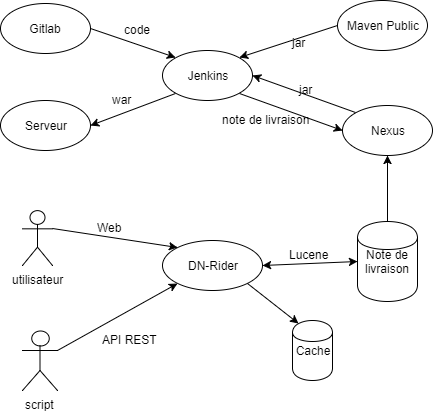 Gitlab
code
Maven Public
jar
Jenkins
jar
war
note de livraison
Serveur
Nexus
Web
utilisateur
DN-Rider
Lucene
Note de
livraison
API REST
Cache
script